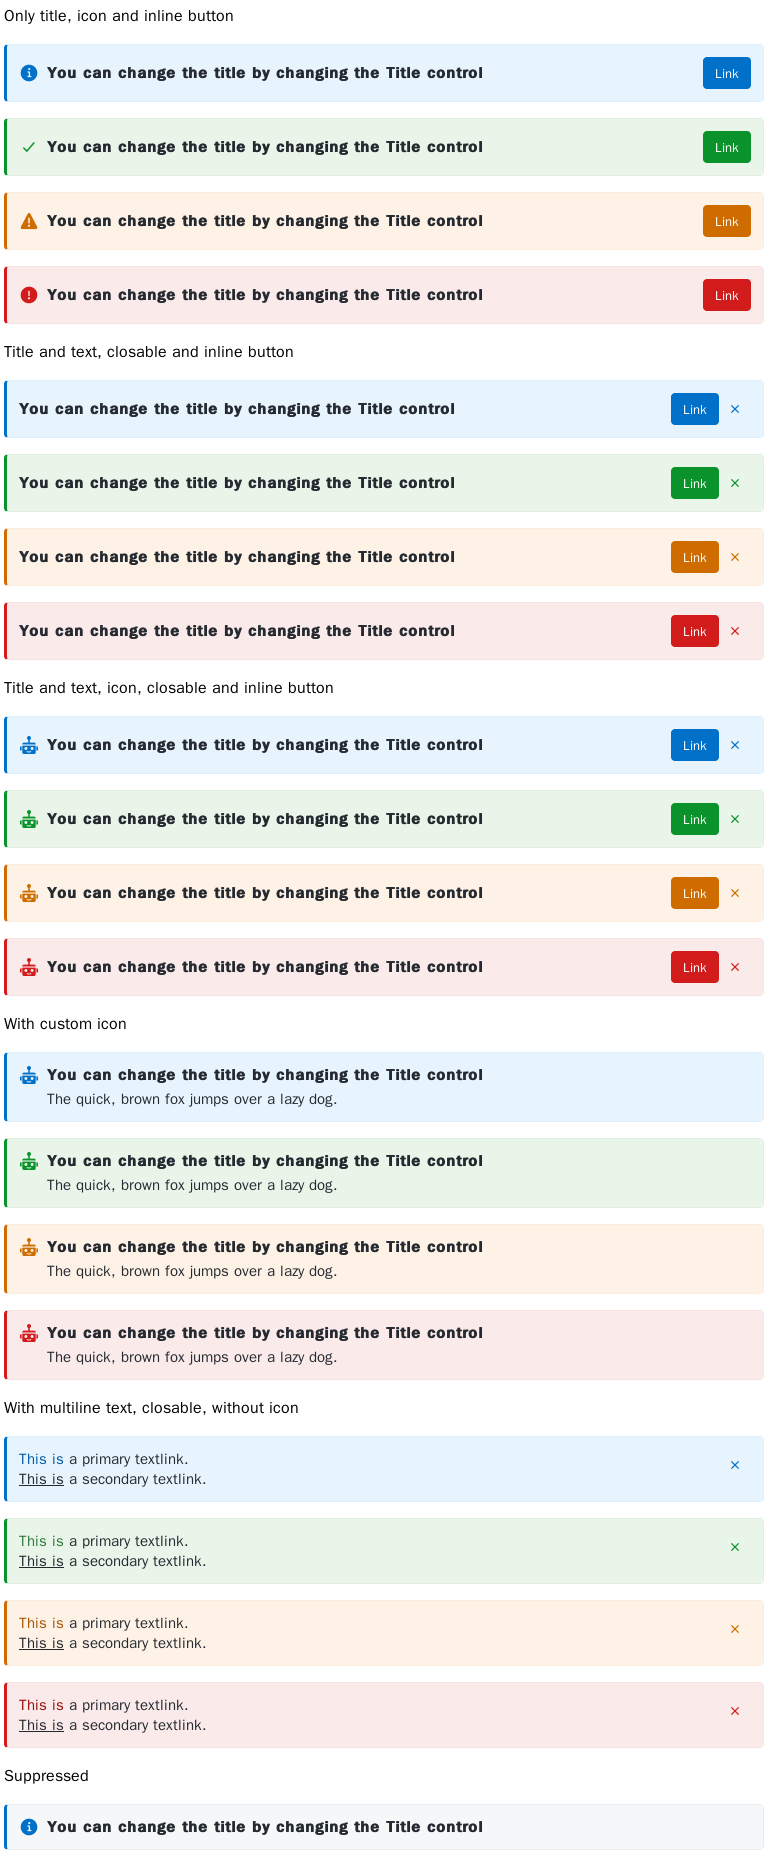 Only title, icon and inline button
You can change the title by changing the Title control Link
You can change the title by changing the Title control Link
You can change the title by changing the Title control Link
You can change the title by changing the Title control Link
Title and text, closable and inline button
You can change the title by changing the Title control Link
You can change the title by changing the Title control Link
You can change the title by changing the Title control Link
You can change the title by changing the Title control Link
Title and text, icon, closable and inline button
You can change the title by changing the Title control Link
You can change the title by changing the Title control Link
You can change the title by changing the Title control Link
You can change the title by changing the Title control Link
With custom icon
You can change the title by changing the Title control
The quick, brown fox jumps over a lazy dog.
You can change the title by changing the Title control
The quick, brown fox jumps over a lazy dog.
You can change the title by changing the Title control
The quick, brown fox jumps over a lazy dog.
You can change the title by changing the Title control
The quick, brown fox jumps over a lazy dog.
With multiline text, closable, without icon
This is a primary textlink.
This is a secondary textlink.
This is a primary textlink.
This is a secondary textlink.
This is a primary textlink.
This is a secondary textlink.
This is a primary textlink.
This is a secondary textlink.
Suppressed
You can change the title by changing the Title control